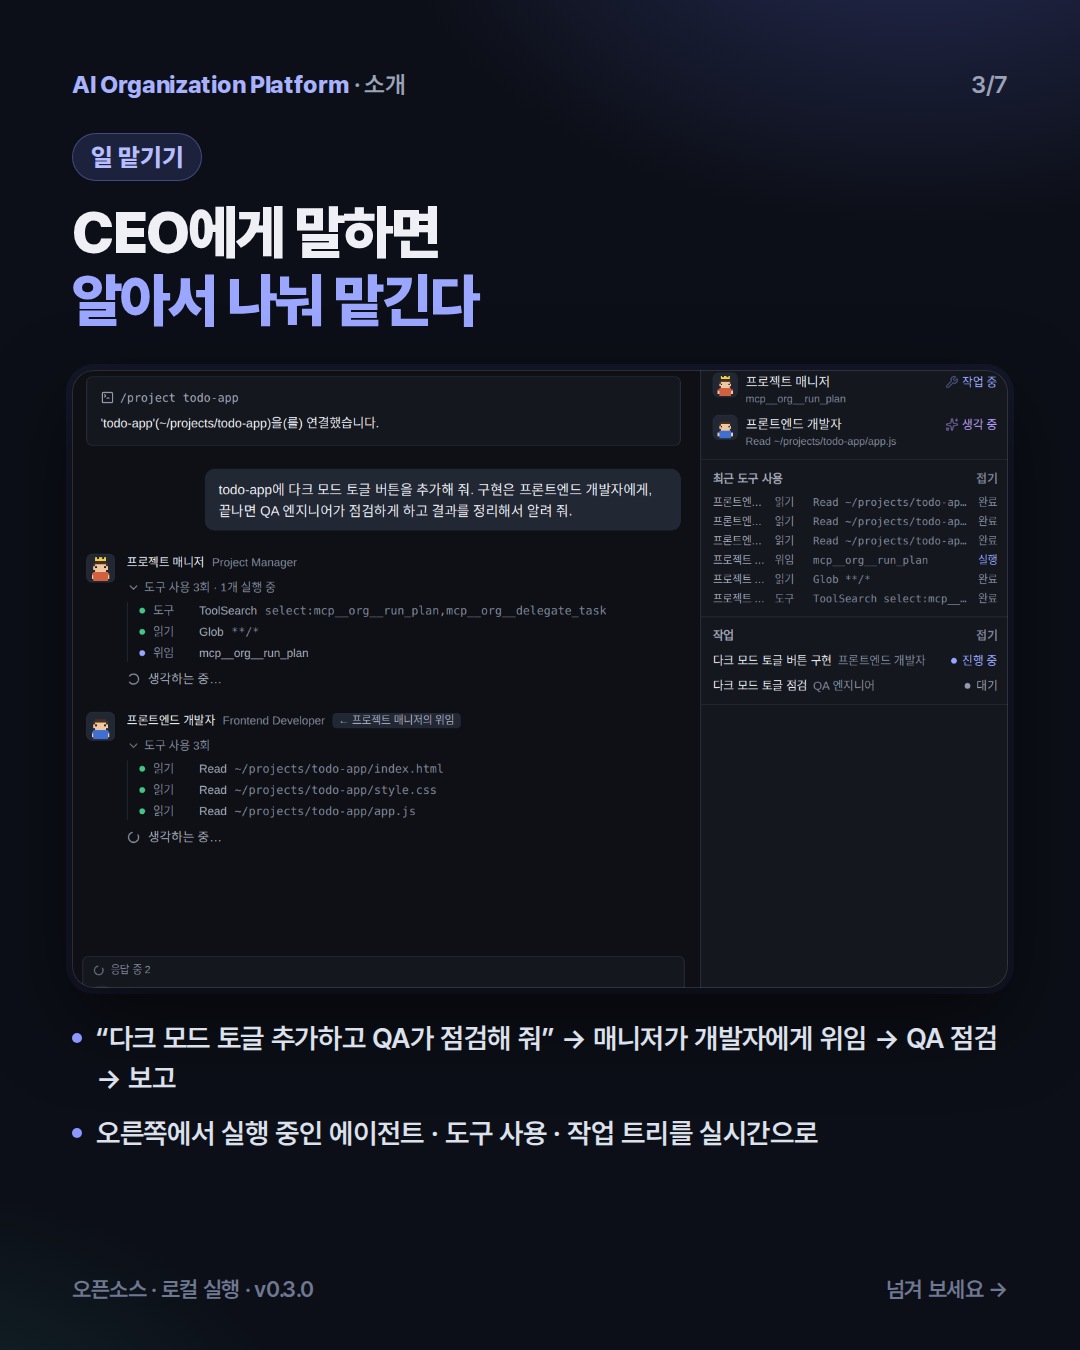 AI Organization Platform · 소개
3/7
일 맡기기
CEO에게 말하면
알아서 나눠 맡긴다
/project todo-app
'todo-app'(~/projects/todo-app)을(를) 연결했습니다.
todo-app에 다크 모드 토글 버튼을 추가해 줘. 구현은 프론트엔드 개발자에게,
끝나면 QA 엔지니어가 점검하게 하고 결과를 정리해서 알려 줘.
프로젝트 매니저 Project Manager
도구 사용 3회 · 1개 실행 중
도구 ToolSearch select:mcp__org__run_plan,mcp__org__delegate_task
읽기 Glob **/*
위임 mcp__org__run_plan
생각하는 중…
프론트엔드 개발자 Frontend Developer ← 프로젝트 매니저의 위임
도구 사용 3회
읽기 Read ~/projects/todo-app/index.html
읽기 Read ~/projects/todo-app/style.css
읽기 Read ~/projects/todo-app/app.js
생각하는 중…
응답 중 2
프로젝트 매니저 작업 중
mcp__org__run_plan
프론트엔드 개발자 생각 중
Read ~/projects/todo-app/app.js
최근 도구 사용 접기
프론트엔… 읽기 Read ~/projects/todo-ap… 완료
프론트엔… 읽기 Read ~/projects/todo-ap… 완료
프론트엔… 읽기 Read ~/projects/todo-ap… 완료
프로젝트 … 위임 mcp__org__run_plan 실행
프로젝트 … 읽기 Glob **/* 완료
프로젝트 … 도구 ToolSearch select:mcp__… 완료
작업 접기
다크 모드 토글 버튼 구현 프론트엔드 개발자 진행 중
다크 모드 토글 점검 QA 엔지니어 대기
“다크 모드 토글 추가하고 QA가 점검해 줘” → 매니저가 개발자에게 위임 → QA 점검
→ 보고
오른쪽에서 실행 중인 에이전트 · 도구 사용 · 작업 트리를 실시간으로
오픈소스 · 로컬 실행 · v0.3.0
넘겨 보세요 →